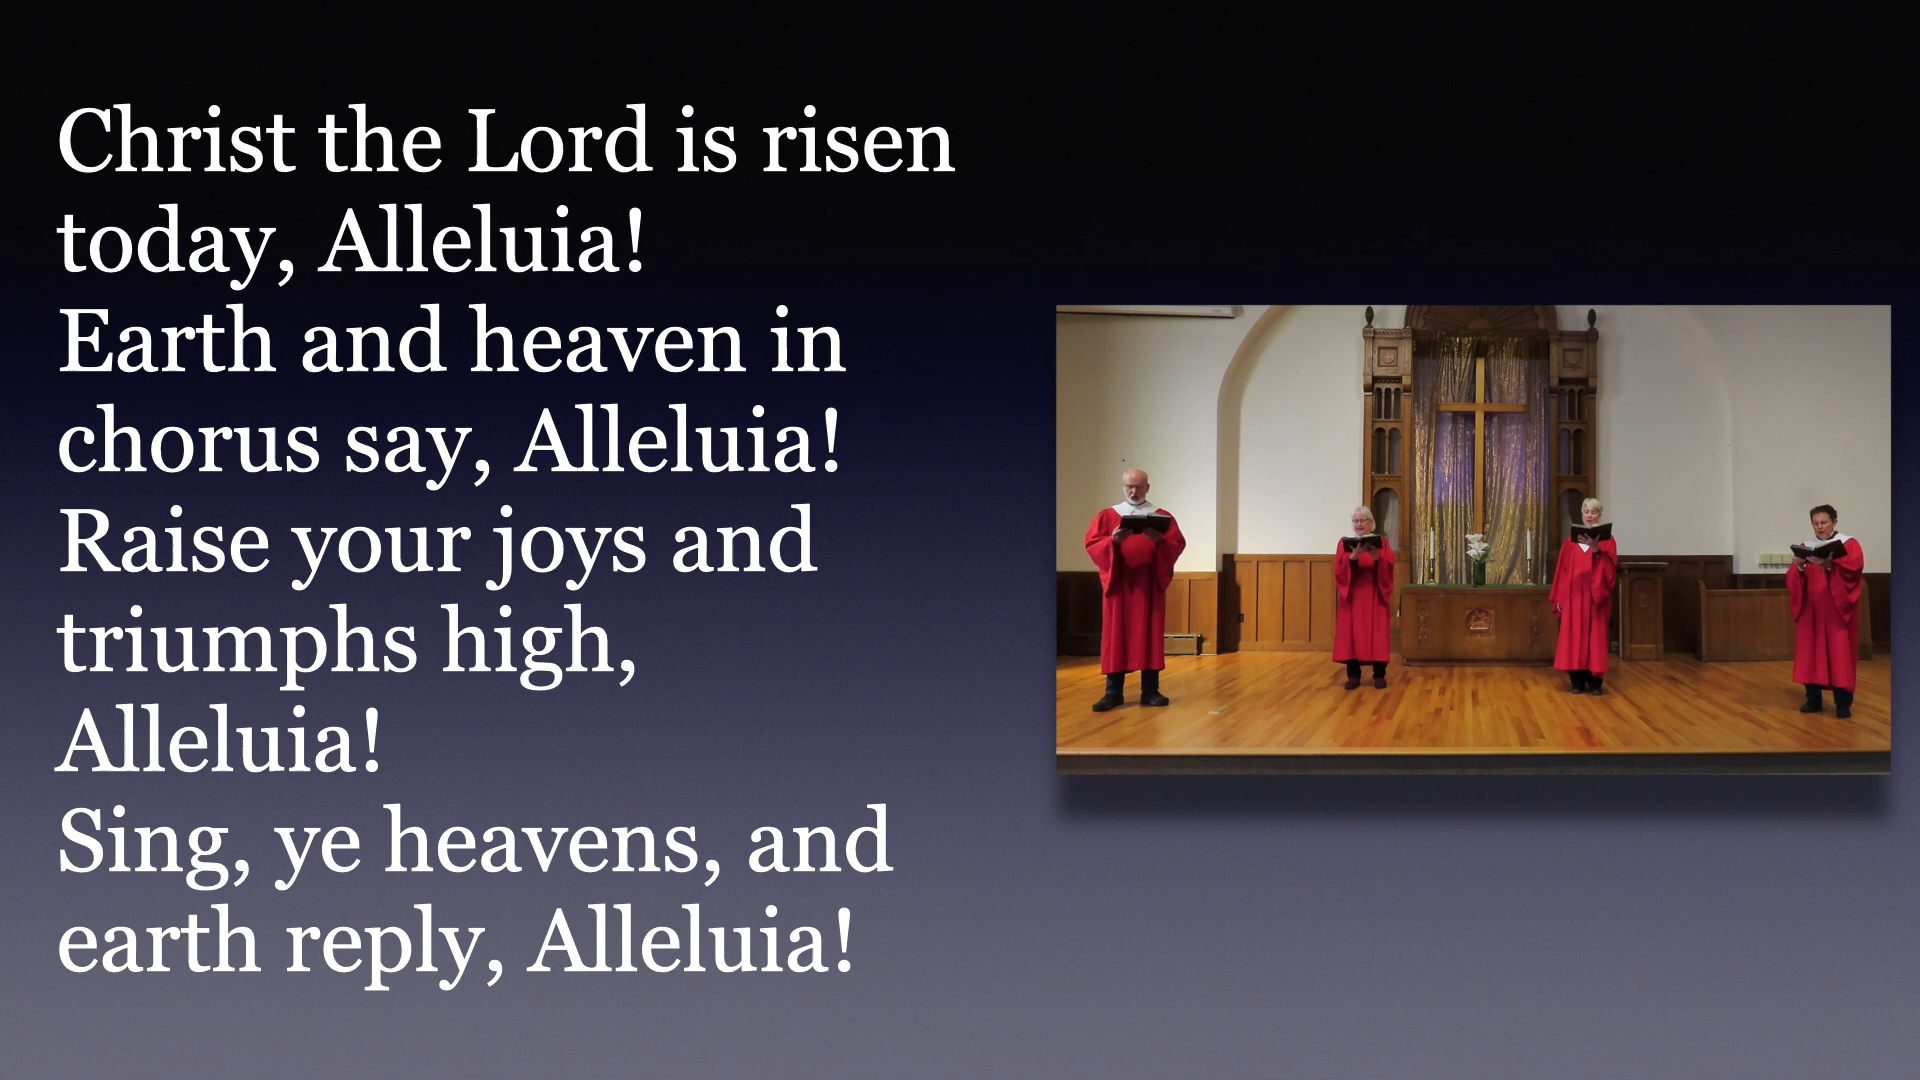 Christ the Lord is risen
today, Alleluia!
Earth and heaven in
chorus say, Alleluia!
Raise your joys and
triumphs high,
Alleluia!
Sing, ye heavens, and
earth reply, Alleluia!